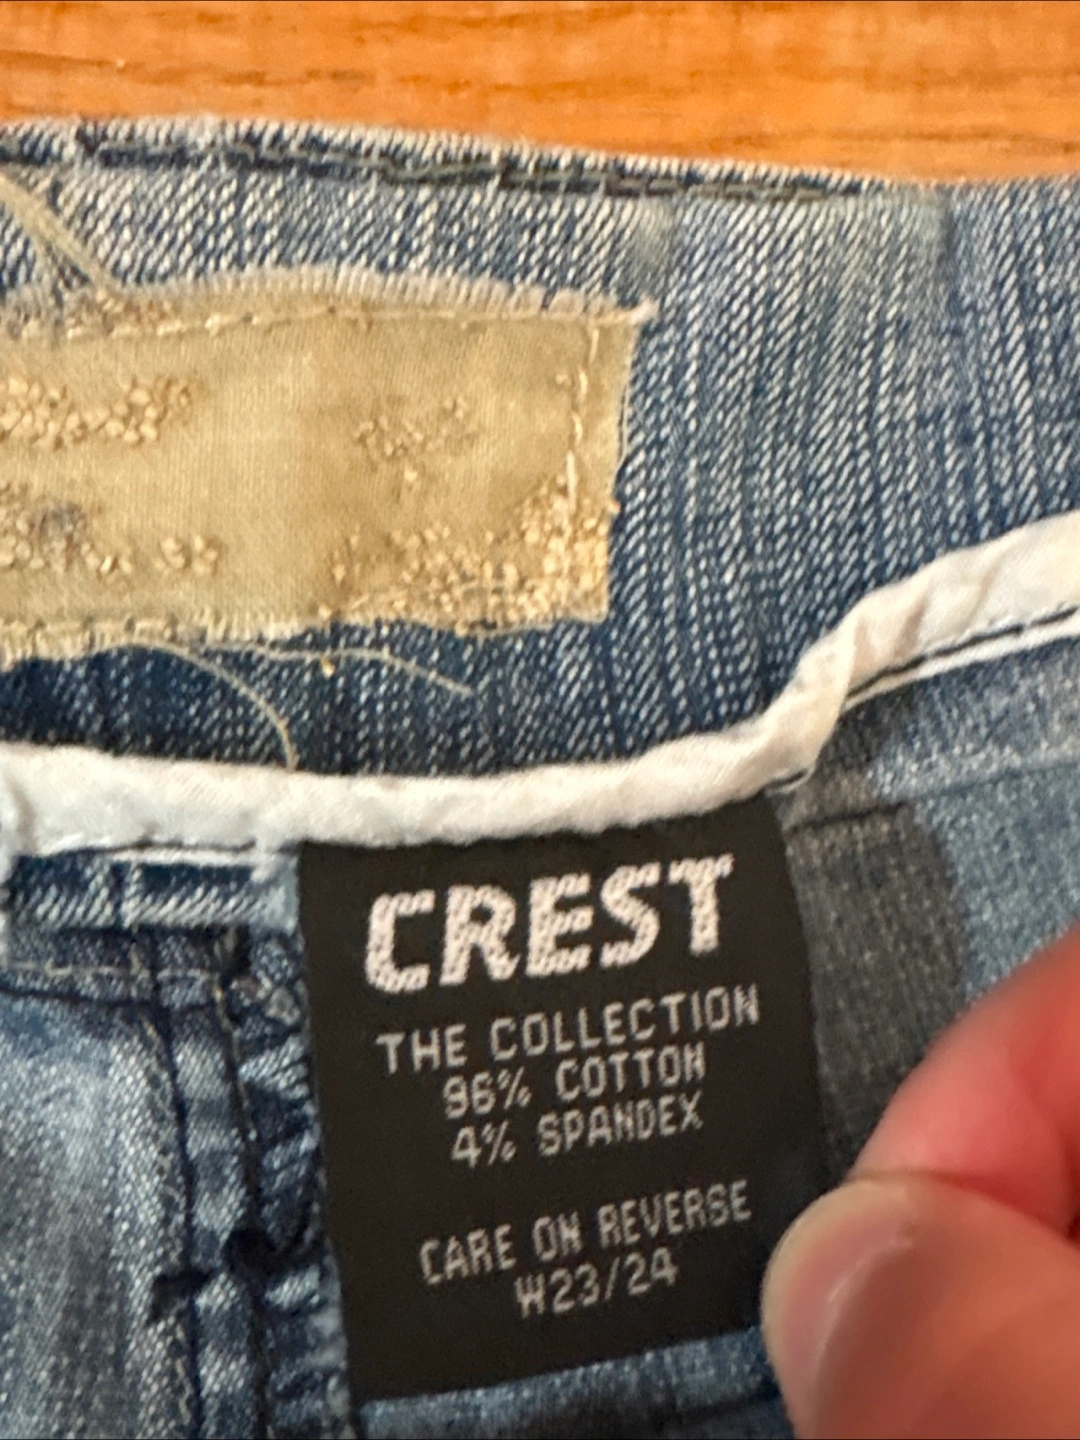 CREST
THE COLLECTION
96% COTTON
4% SPANDEX
CARE ON REVERSE
W23/24